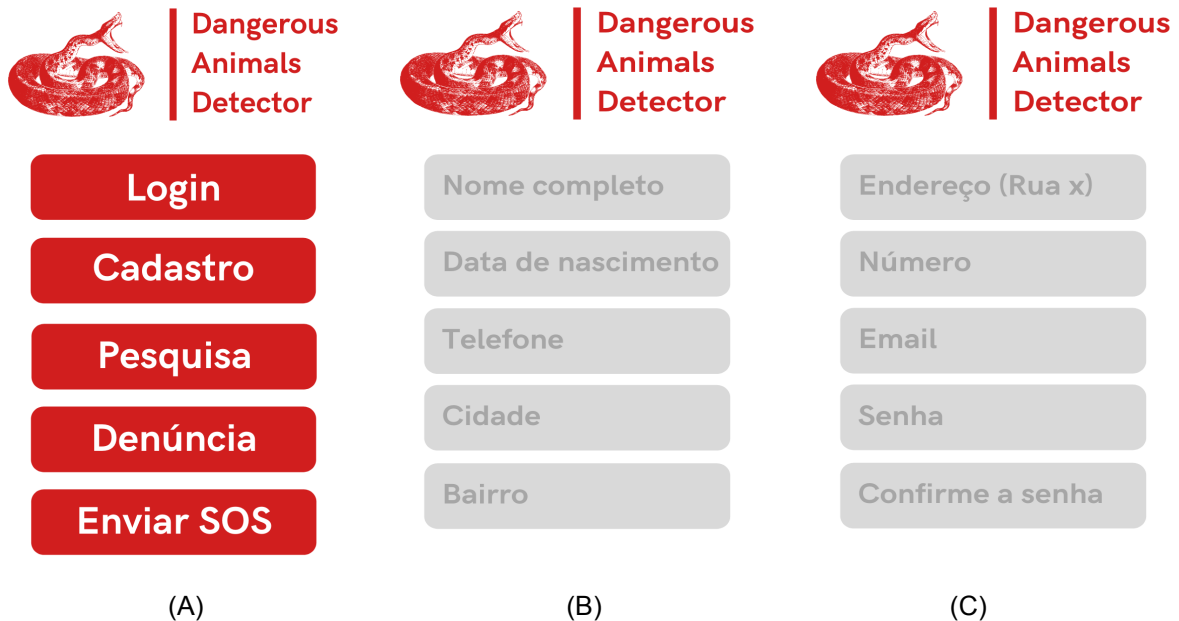 Dangerous
Animals
Detector
Login
Cadastro
Pesquisa
Denúncia
Enviar SOS
(A)
Dangerous
Animals
Detector
Nome completo
Data de nascimento
Telefone
Cidade
Bairro
(B)
Dangerous
Animals
Detector
Endereço (Rua x)
Número
Email
Senha
Confirme a senha
(C)